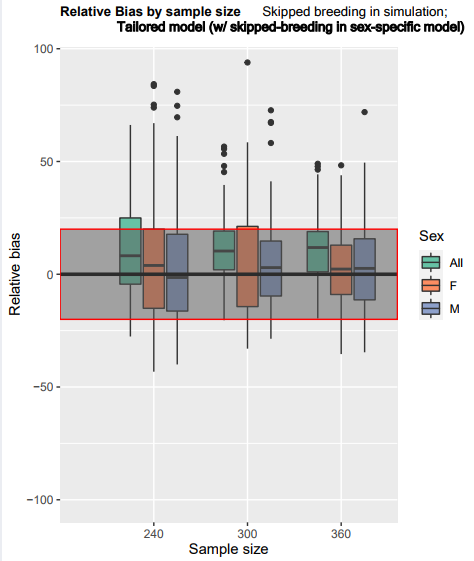 Relative Bias by sample size Skipped breeding in simulation;
Tailored model (w/ skipped-breeding in sex-specific model)
100
50
0
−50
−100
Relative bias
240 300 360
Sample size
Sex
All
F
M